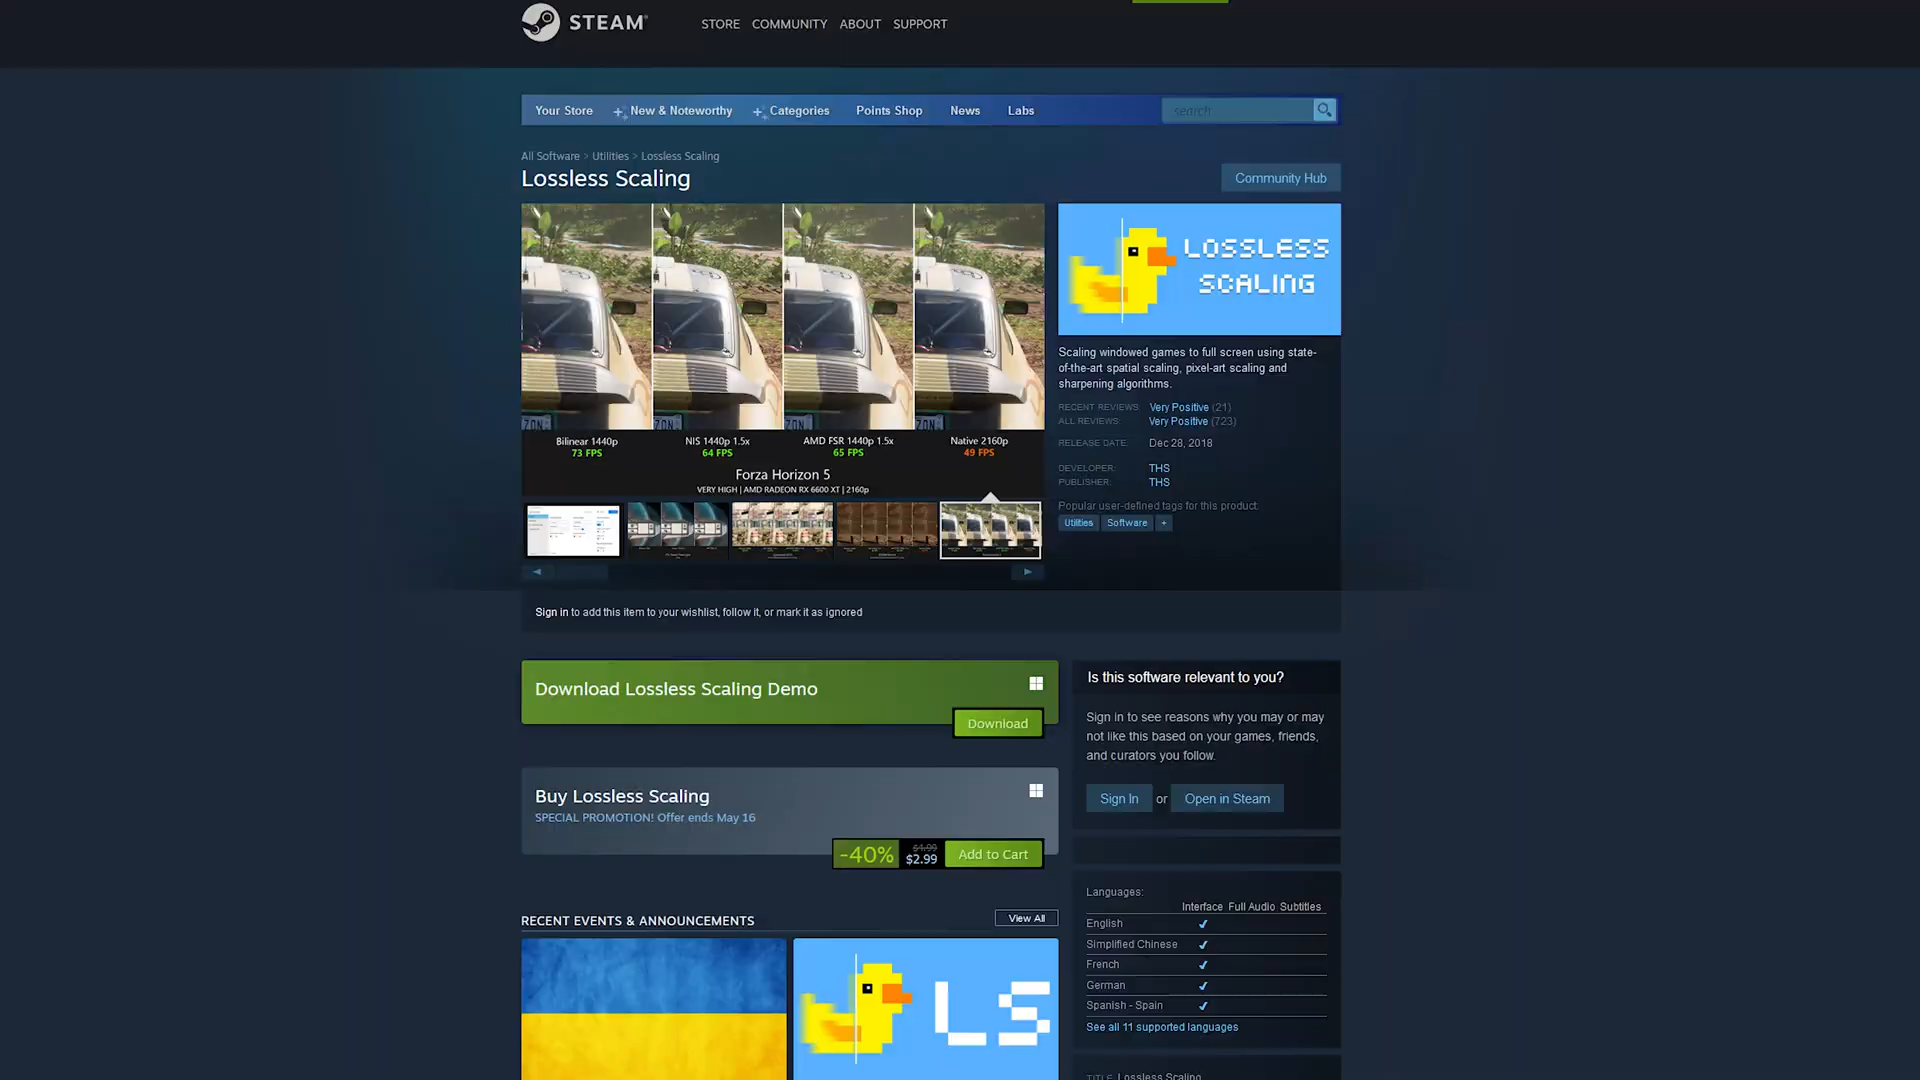 STEAM
STORE COMMUNITY ABOUT SUPPORT
Your Store New & Noteworthy Categories Points Shop News Labs
search
All Software > Utilities > Lossless Scaling
Lossless Scaling
Community Hub
ZON ZON ZON ZON
Bilinear 1440p NIS 1440p 1.5x AMD FSR 1440p 1.5x Native 2160p
73 FPS 64 FPS 65 FPS 49 FPS
Forza Horizon 5
VERY HIGH | AMD RADEON RX 6600 XT | 2160p
LOSSLESS
SCALING
Scaling windowed games to full screen using state-
of-the-art spatial scaling, pixel-art scaling and
sharpening algorithms.
RECENT REVIEWS: Very Positive (21)
ALL REVIEWS: Very Positive (723)
RELEASE DATE: Dec 28, 2018
DEVELOPER: THS
PUBLISHER: THS
Popular user-defined tags for this product:
Utilities Software +
Sign in to add this item to your wishlist, follow it, or mark it as ignored
Download Lossless Scaling Demo
Download
Buy Lossless Scaling
SPECIAL PROMOTION! Offer ends May 16
-40% $4.99 $2.99 Add to Cart
RECENT EVENTS & ANNOUNCEMENTS View All
LS
Is this software relevant to you?
Sign in to see reasons why you may or may
not like this based on your games, friends,
and curators you follow.
Sign In or Open in Steam
Languages:
Interface Full Audio Subtitles
English ✔
Simplified Chinese ✔
French ✔
German ✔
Spanish - Spain ✔
See all 11 supported languages
TITLE: Lossless Scaling